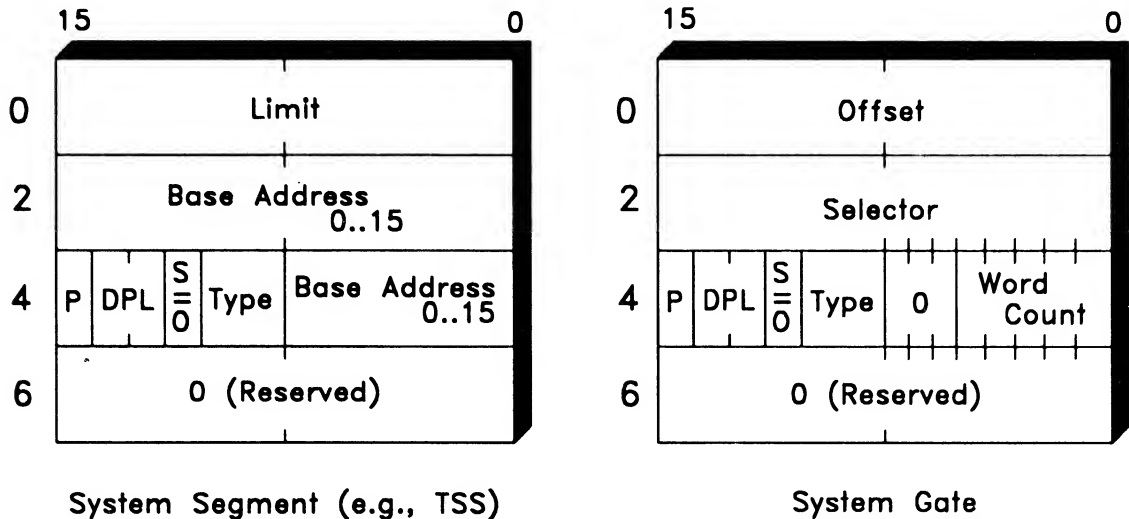 15 0
0 Limit
2 Base Address
0..15
4 P DPL S=0 Type Base Address
0..15
6 0 (Reserved)
System Segment (e.g., TSS)
15 0
0 Offset
2 Selector
4 P DPL S=0 Type 0 Word
Count
6 0 (Reserved)
System Gate